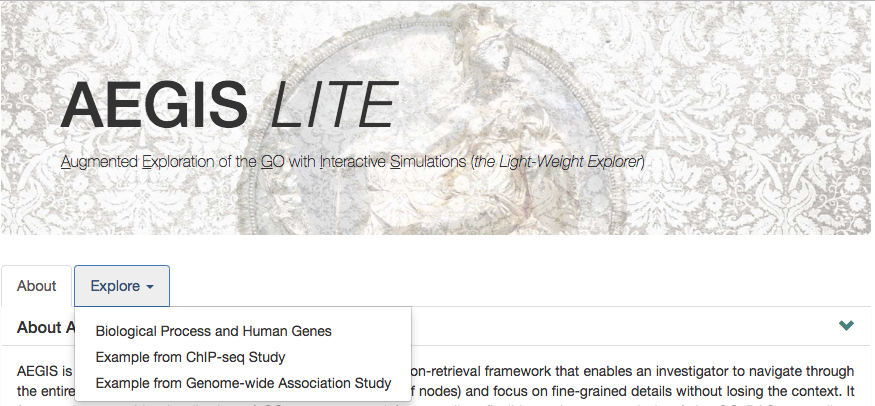 AEGIS LITE
Augmented Exploration of the GO with Interactive Simulations (the Light-Weight Explorer)
About Explore
About A
Biological Process and Human Genes
Example from ChIP-seq Study
Example from Genome-wide Association Study
AEGIS is on-retrieval framework that enables an investigator to navigate through
the entire f nodes) and focus on fine-grained details without losing the context. It